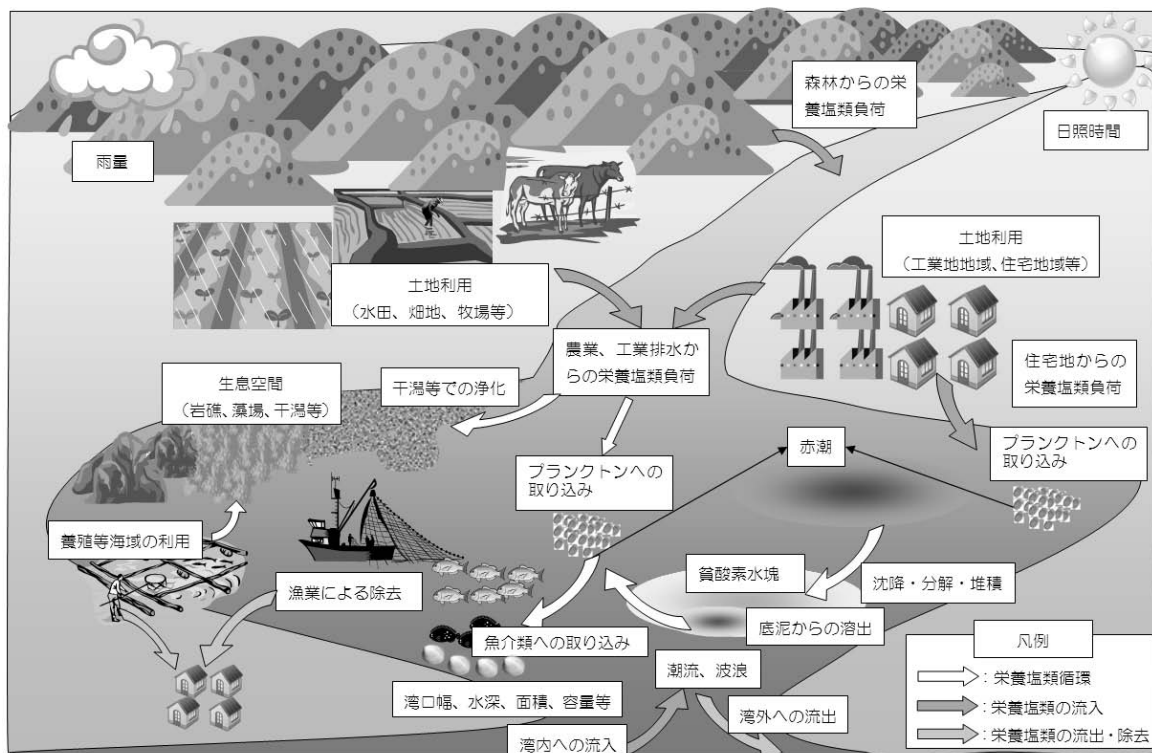 森林からの栄
養塩類負荷
日照時間
雨量
土地利用
（工業地地域、住宅地域等）
土地利用
（水田、畑地、牧場等）
農業、工業排水か
らの栄養塩類負荷
住宅地からの
栄養塩類負荷
生息空間
（岩礁、藻場、干潟等）
干潟等での浄化
赤潮
プランクトンへの
取り込み
プランクトンへの
取り込み
養殖等海域の利用
漁業による除去
貧酸素水塊
沈降・分解・堆積
底泥からの溶出
魚介類への取り込み
潮流、波浪
湾口幅、水深、面積、容量等
湾外への流出
湾内への流入
凡例
：栄養塩類循環
：栄養塩類の流入
：栄養塩類の流出・除去